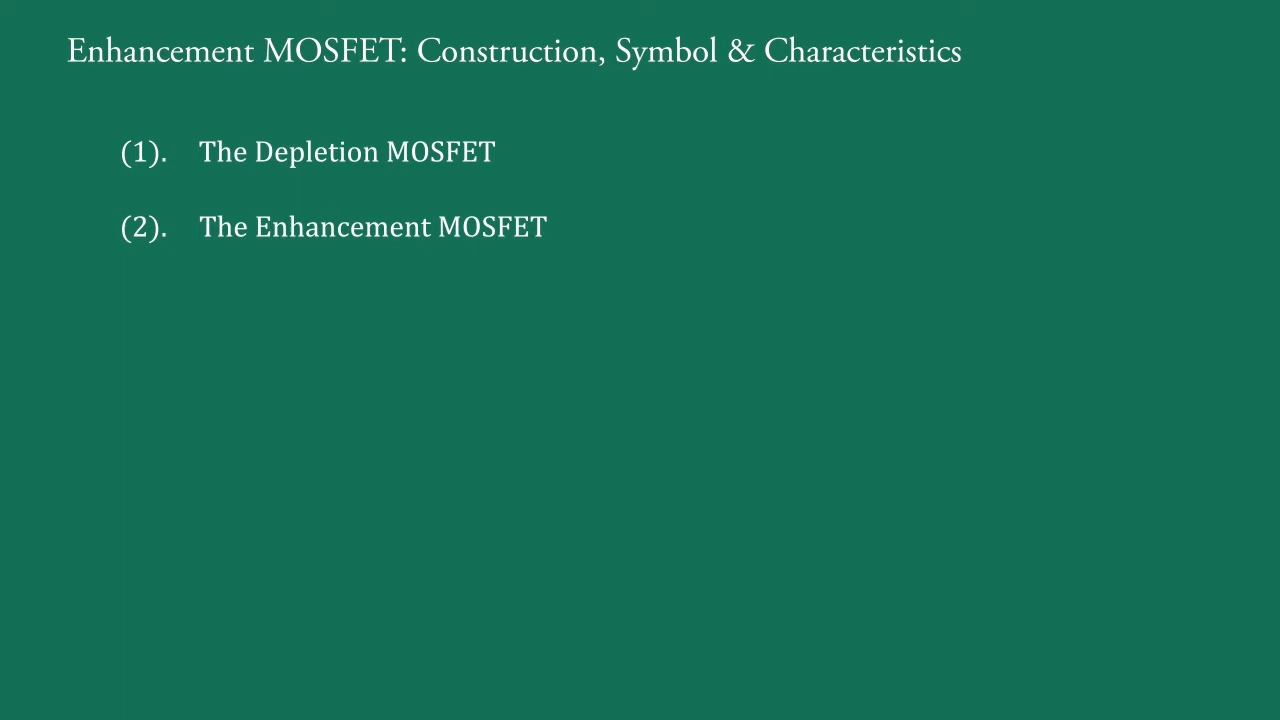 Enhancement MOSFET: Construction, Symbol & Characteristics
(1). The Depletion MOSFET
(2). The Enhancement MOSFET